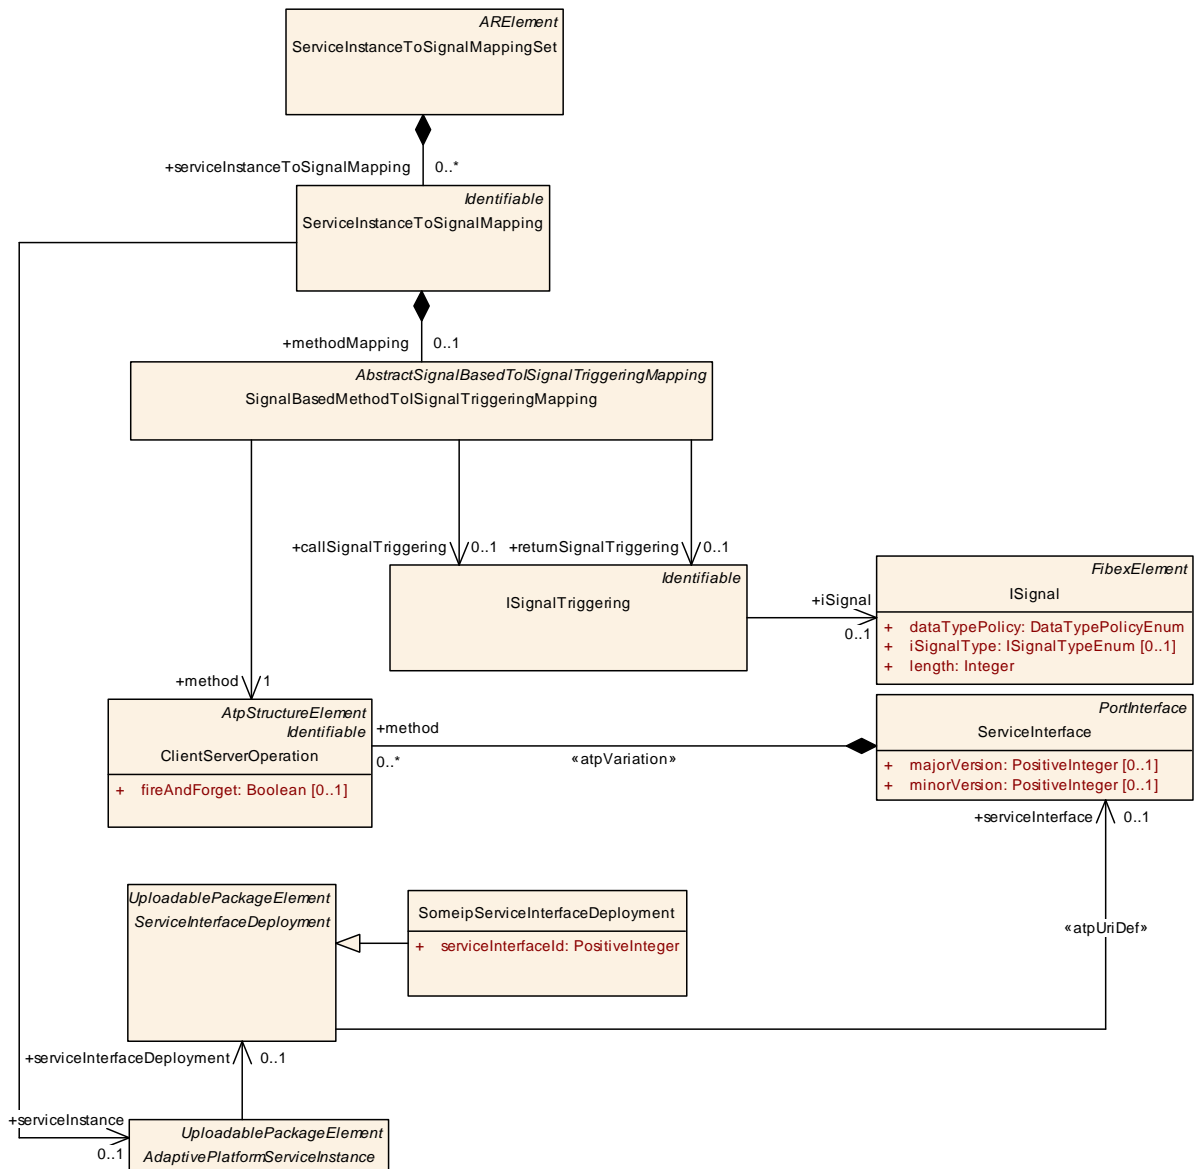 ARElement
ServiceInstanceToSignalMappingSet
+serviceInstanceToSignalMapping
0..*
Identifiable
ServiceInstanceToSignalMapping
+methodMapping
0..1
AbstractSignalBasedToISignalTriggeringMapping
SignalBasedMethodToISignalTriggeringMapping
+callSignalTriggering
0..1
+returnSignalTriggering
0..1
Identifiable
ISignalTriggering
+iSignal
0..1
FibexElement
ISignal
+ dataTypePolicy: DataTypePolicyEnum
+ iSignalType: ISignalTypeEnum [0..1]
+ length: Integer
+method
1
AtpStructureElement
Identifiable
ClientServerOperation
+ fireAndForget: Boolean [0..1]
+method
0..*
«atpVariation»
PortInterface
ServiceInterface
+ majorVersion: PositiveInteger [0..1]
+ minorVersion: PositiveInteger [0..1]
+serviceInterface
0..1
UploadablePackageElement
ServiceInterfaceDeployment
SomeipServiceInterfaceDeployment
+ serviceInterfaceId: PositiveInteger
«atpUriDef»
+serviceInterfaceDeployment
0..1
+serviceInstance
0..1
UploadablePackageElement
AdaptivePlatformServiceInstance